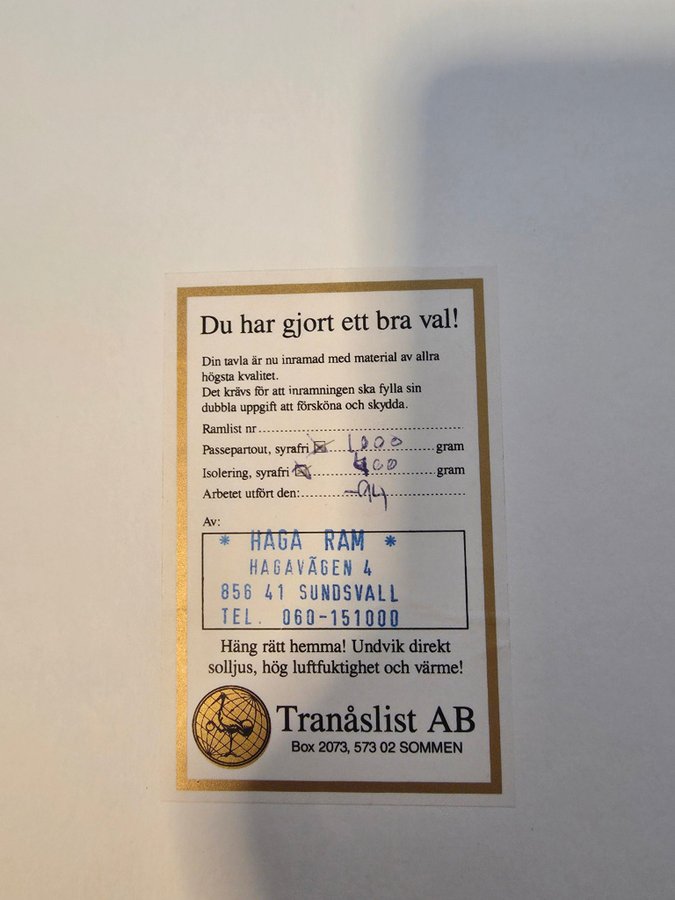 Du har gjort ett bra val!
Din tavla är nu inramad med material av allra
högsta kvalitet.
Det krävs för att inramningen ska fylla sin
dubbla uppgift att försköna och skydda.
Ramlist nr
Passepartout, syrafri ☒ 1000 gram
Isolering, syrafri ☒ 400 gram
Arbetet utfört den: -94
Av:
* HAGA RAM *
HAGAVÄGEN 4
856 41 SUNDSVALL
TEL. 060-151000
Häng rätt hemma! Undvik direkt
solljus, hög luftfuktighet och värme!
Tranåslist AB
Box 2073, 573 02 SOMMEN